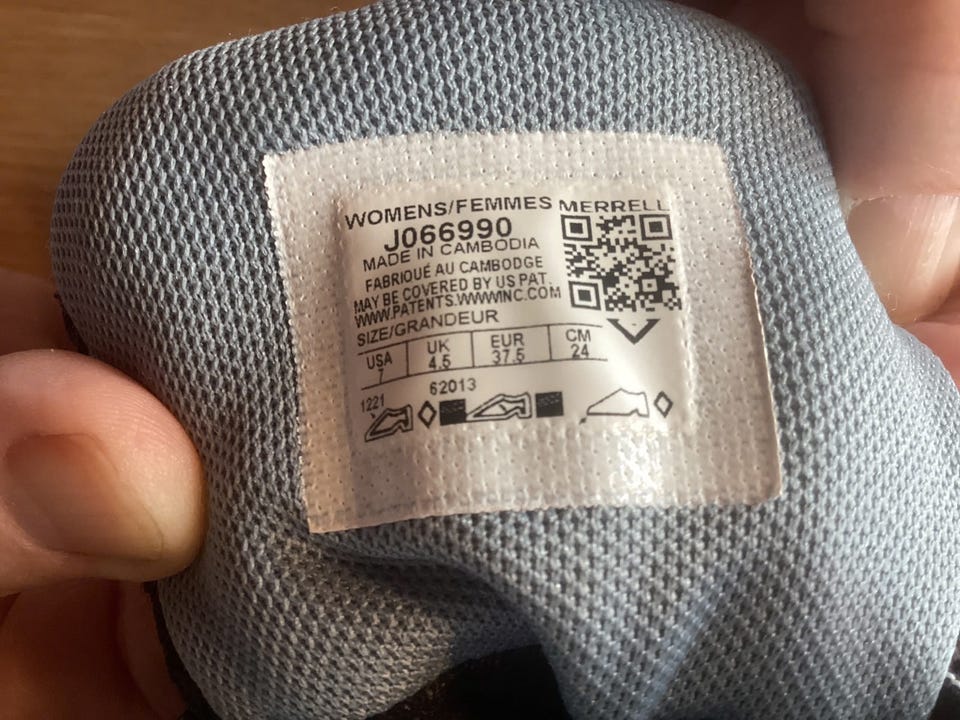 WOMENS/FEMMES MERRELL
J066990
MADE IN CAMBODIA
FABRIQUÉ AU CAMBODGE
MAY BE COVERED BY US PAT.
WWW.PATENTS.WWWINC.COM
SIZE/GRANDEUR
USA UK EUR CM
7 4.5 37.5 24
62013
1221